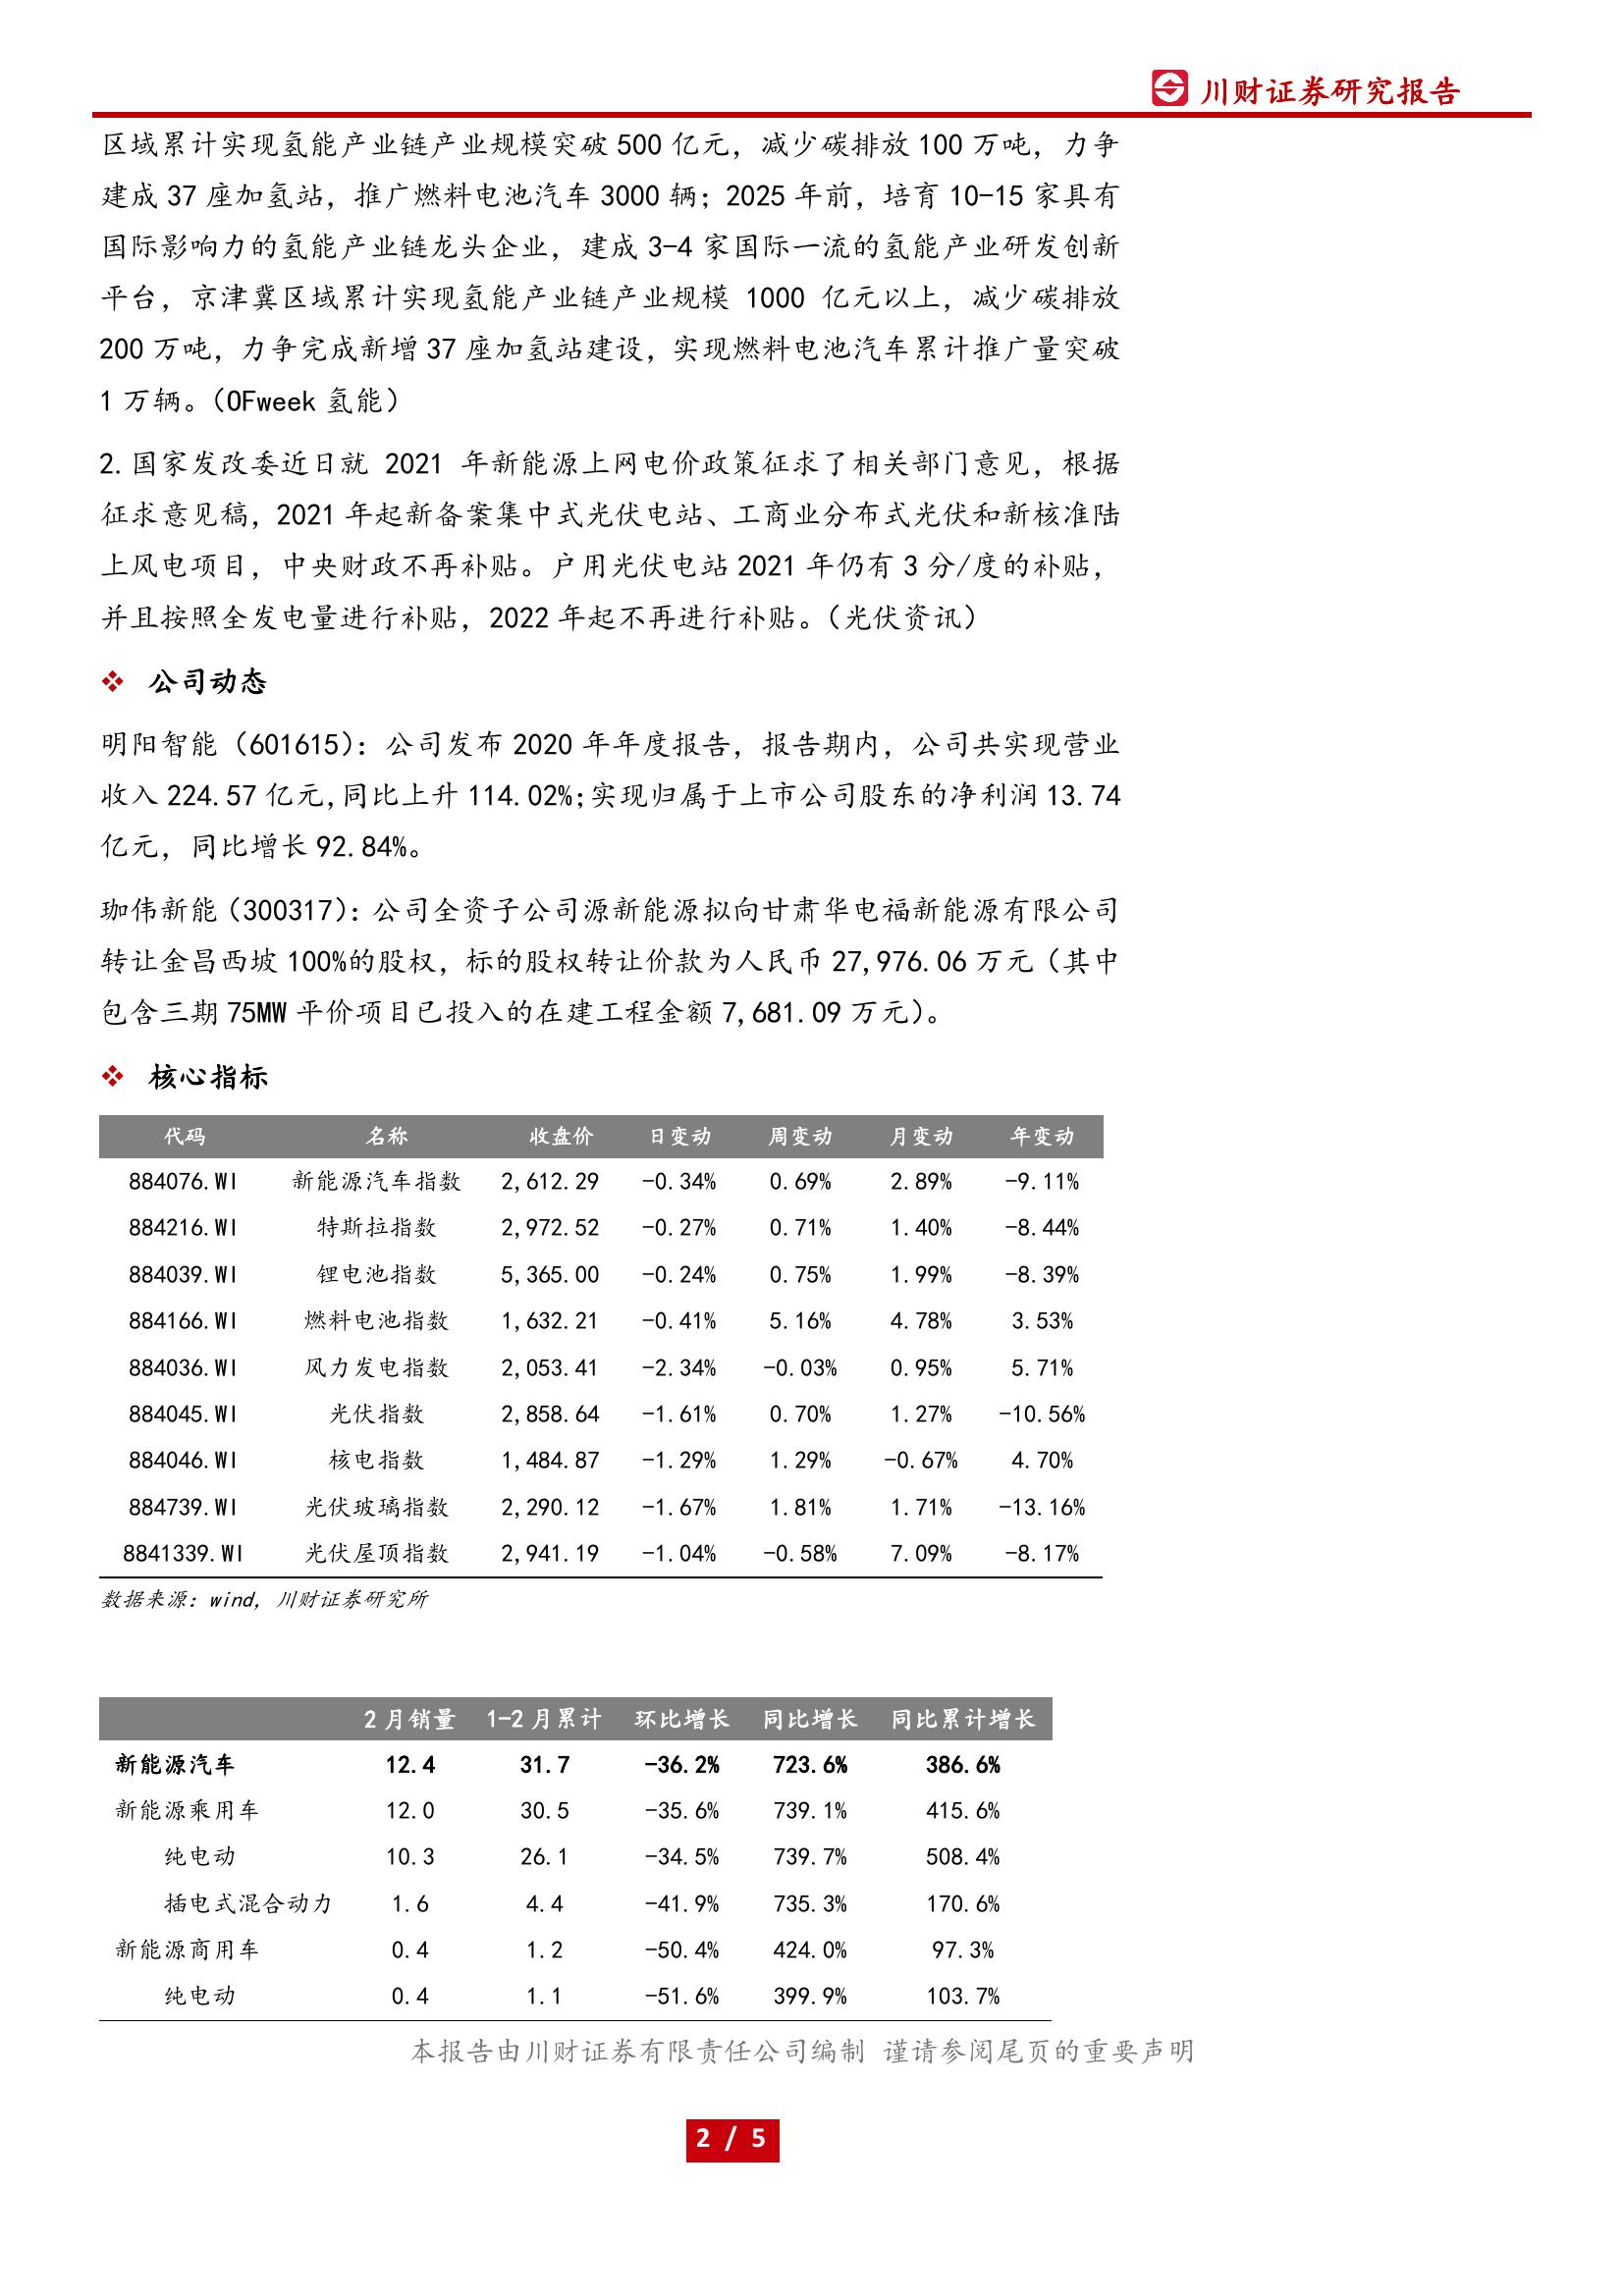 川财证券研究报告
区域累计实现氢能产业链产业规模突破 500 亿元，减少碳排放 100 万吨，力争
建成 37 座加氢站，推广燃料电池汽车 3000 辆；2025 年前，培育 10-15 家具有
国际影响力的氢能产业链龙头企业，建成 3-4 家国际一流的氢能产业研发创新
平台，京津冀区域累计实现氢能产业链产业规模 1000 亿元以上，减少碳排放
200 万吨，力争完成新增 37 座加氢站建设，实现燃料电池汽车累计推广量突破
1 万辆。（OFweek 氢能）
2.国家发改委近日就 2021 年新能源上网电价政策征求了相关部门意见，根据
征求意见稿，2021 年起新备案集中式光伏电站、工商业分布式光伏和新核准陆
上风电项目，中央财政不再补贴。户用光伏电站 2021 年仍有 3 分/度的补贴，
并且按照全发电量进行补贴，2022 年起不再进行补贴。（光伏资讯）
❖ 公司动态
明阳智能（601615）：公司发布 2020 年年度报告，报告期内，公司共实现营业
收入 224.57 亿元,同比上升 114.02%;实现归属于上市公司股东的净利润 13.74
亿元，同比增长 92.84%。
珈伟新能（300317）：公司全资子公司源新能源拟向甘肃华电福新能源有限公司
转让金昌西坡 100%的股权，标的股权转让价款为人民币 27,976.06 万元（其中
包含三期 75MW 平价项目已投入的在建工程金额 7,681.09 万元）。
❖ 核心指标
代码 名称 收盘价 日变动 周变动 月变动 年变动
884076.WI 新能源汽车指数 2,612.29 -0.34% 0.69% 2.89% -9.11%
884216.WI 特斯拉指数 2,972.52 -0.27% 0.71% 1.40% -8.44%
884039.WI 锂电池指数 5,365.00 -0.24% 0.75% 1.99% -8.39%
884166.WI 燃料电池指数 1,632.21 -0.41% 5.16% 4.78% 3.53%
884036.WI 风力发电指数 2,053.41 -2.34% -0.03% 0.95% 5.71%
884045.WI 光伏指数 2,858.64 -1.61% 0.70% 1.27% -10.56%
884046.WI 核电指数 1,484.87 -1.29% 1.29% -0.67% 4.70%
884739.WI 光伏玻璃指数 2,290.12 -1.67% 1.81% 1.71% -13.16%
8841339.WI 光伏屋顶指数 2,941.19 -1.04% -0.58% 7.09% -8.17%
数据来源：wind，川财证券研究所
2 月销量 1-2 月累计 环比增长 同比增长 同比累计增长
新能源汽车 12.4 31.7 -36.2% 723.6% 386.6%
新能源乘用车 12.0 30.5 -35.6% 739.1% 415.6%
纯电动 10.3 26.1 -34.5% 739.7% 508.4%
插电式混合动力 1.6 4.4 -41.9% 735.3% 170.6%
新能源商用车 0.4 1.2 -50.4% 424.0% 97.3%
纯电动 0.4 1.1 -51.6% 399.9% 103.7%
本报告由川财证券有限责任公司编制 谨请参阅尾页的重要声明
2 / 5